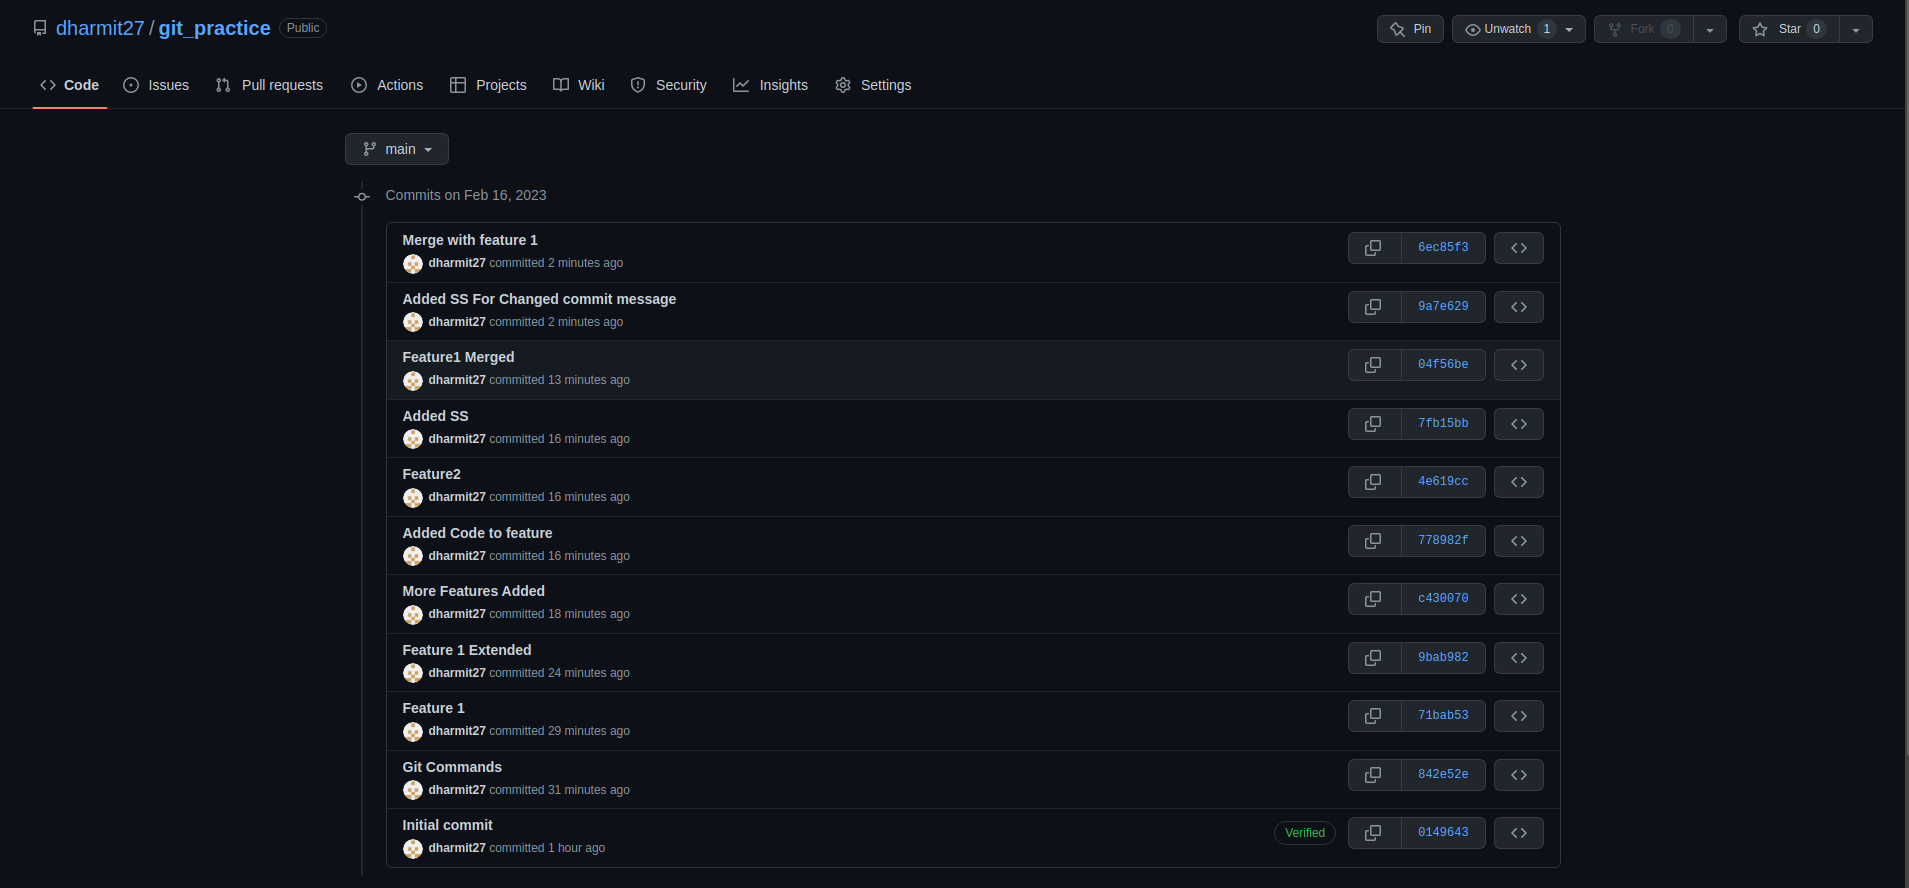 dharmit27 / git_practice Public
Pin Unwatch 1 Fork 0 Star 0
Code Issues Pull requests Actions Projects Wiki Security Insights Settings
main
Commits on Feb 16, 2023
Merge with feature 1
dharmit27 committed 2 minutes ago
6ec85f3
Added SS For Changed commit message
dharmit27 committed 2 minutes ago
9a7e629
Feature1 Merged
dharmit27 committed 13 minutes ago
04f56be
Added SS
dharmit27 committed 16 minutes ago
7fb15bb
Feature2
dharmit27 committed 16 minutes ago
4e619cc
Added Code to feature
dharmit27 committed 16 minutes ago
778982f
More Features Added
dharmit27 committed 18 minutes ago
c430070
Feature 1 Extended
dharmit27 committed 24 minutes ago
9bab982
Feature 1
dharmit27 committed 29 minutes ago
71bab53
Git Commands
dharmit27 committed 31 minutes ago
842e52e
Initial commit
dharmit27 committed 1 hour ago
Verified 0149643